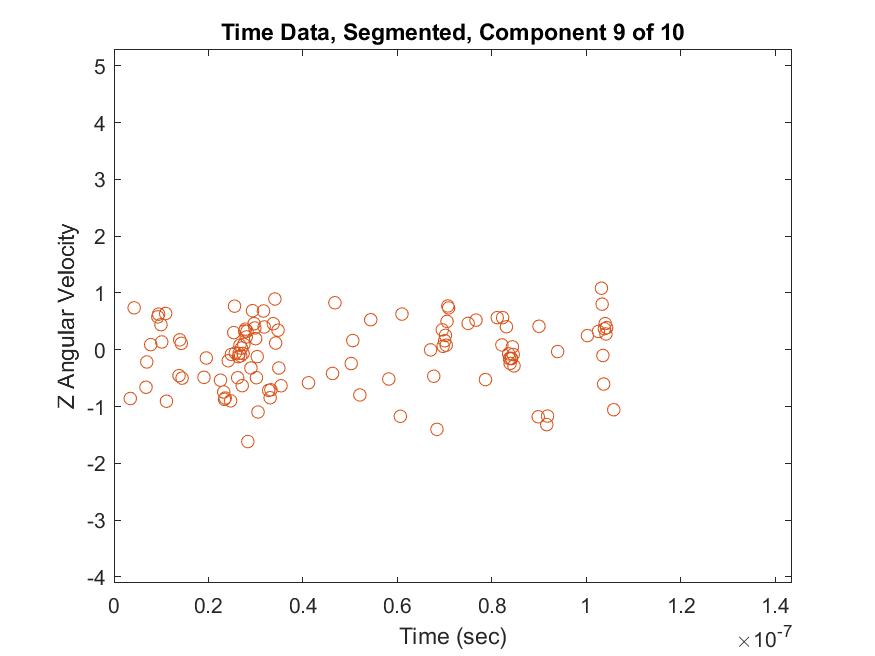 Time Data, Segmented, Component 9 of 10
5
4
3
2
1
0
-1
-2
-3
-4
Z Angular Velocity
0 0.2 0.4 0.6 0.8 1 1.2 1.4
Time (sec)
×10-7